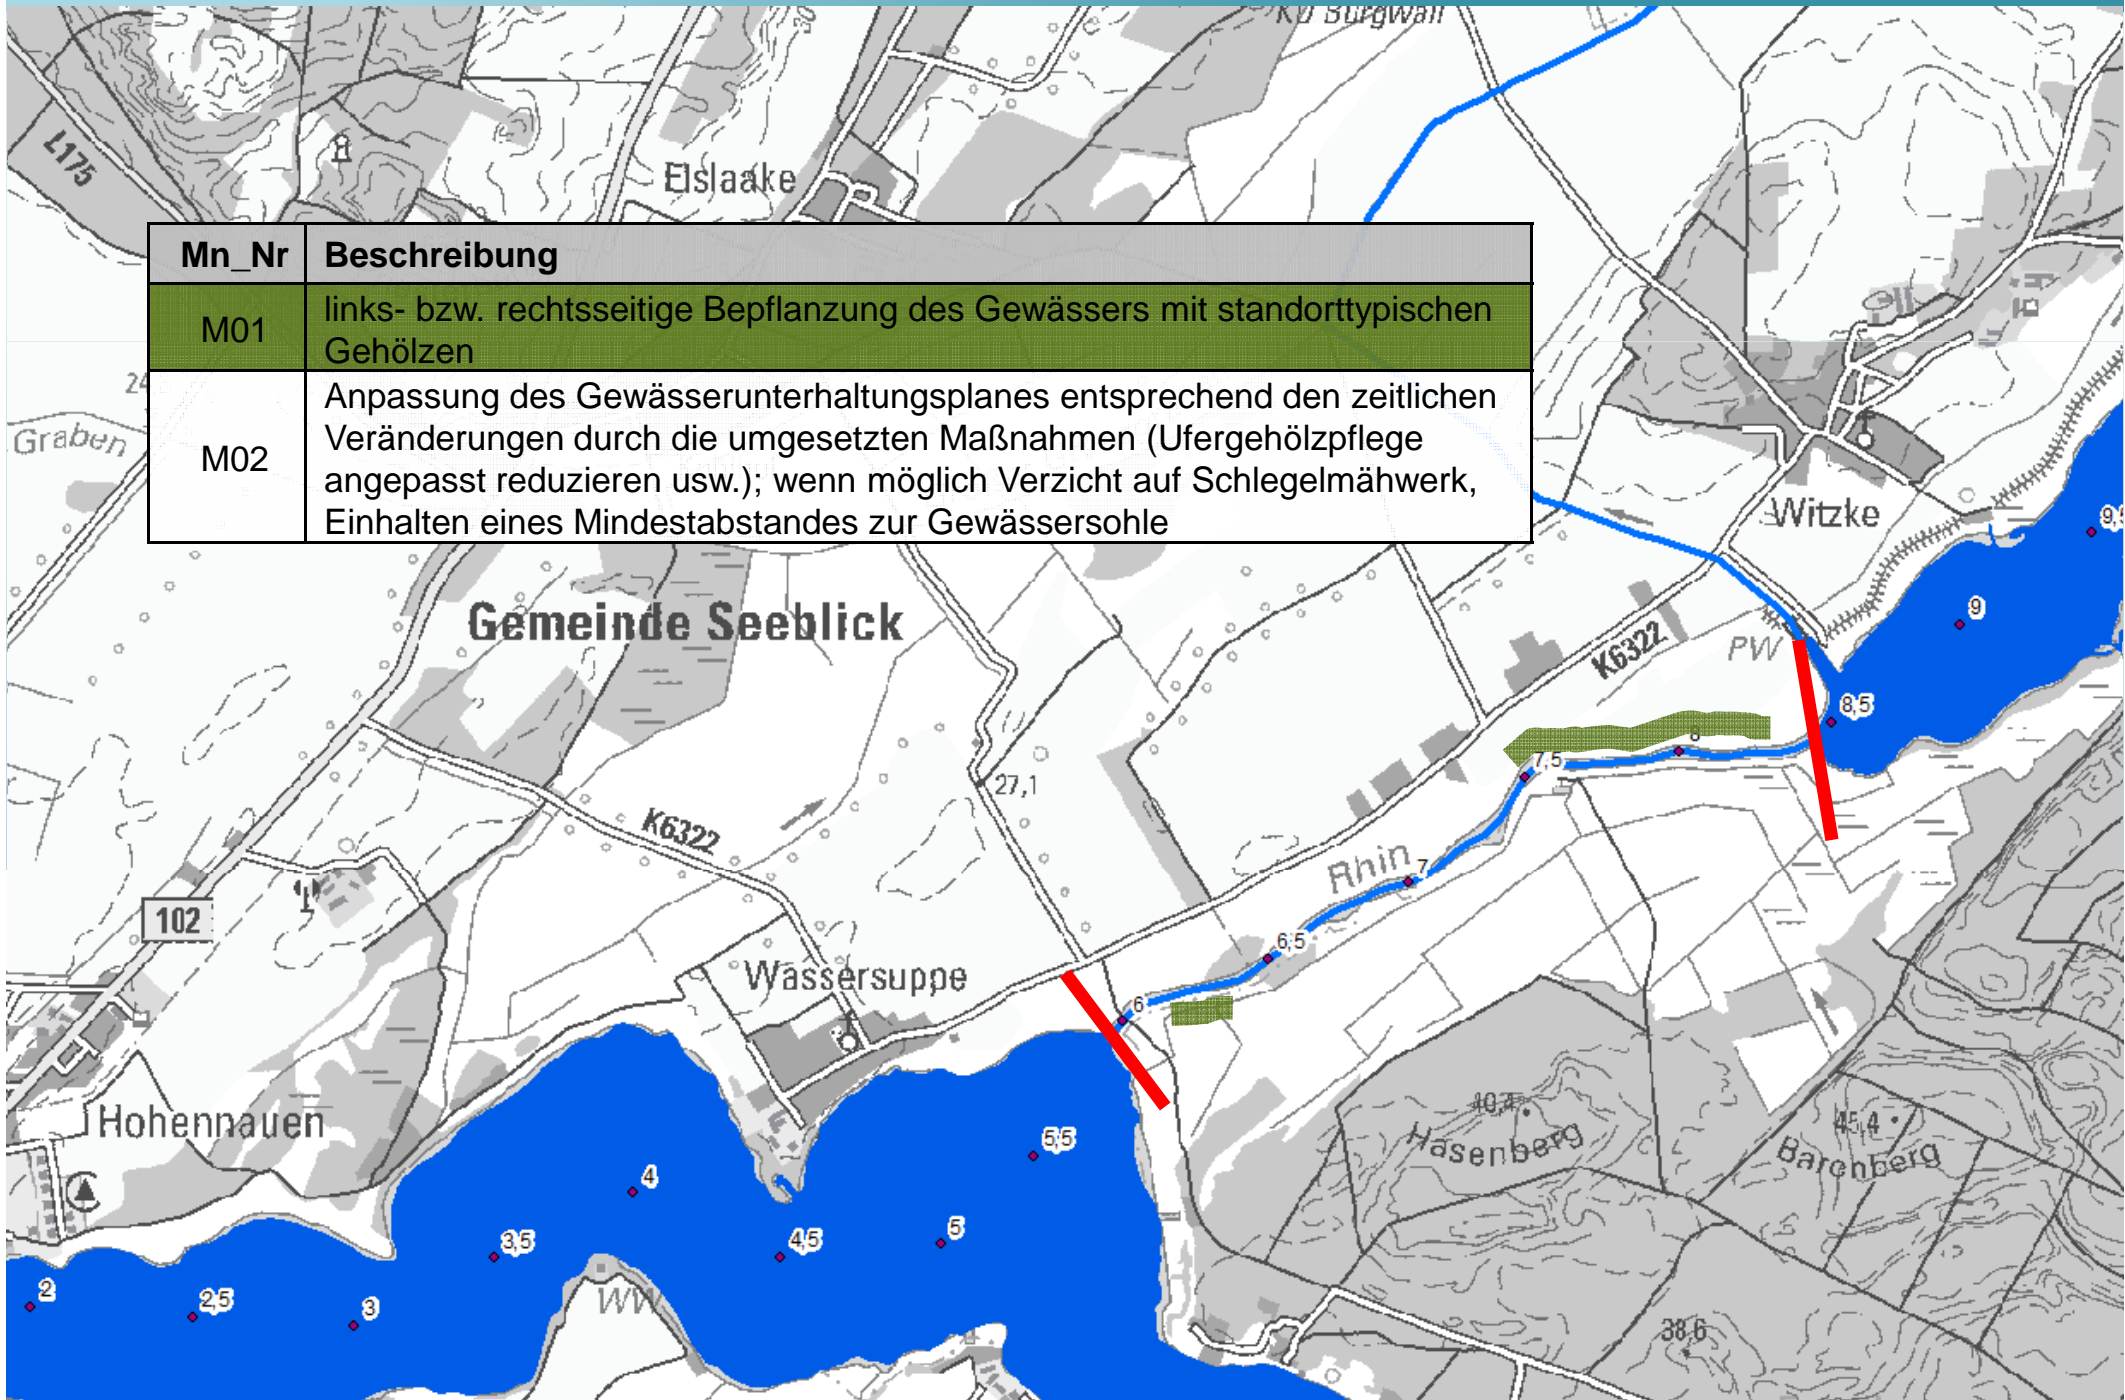 KÖ Burgwall
L175
Elslaake
Mn_Nr Beschreibung
M01 links- bzw. rechtsseitige Bepflanzung des Gewässers mit standorttypischen
Gehölzen
M02 Anpassung des Gewässerunterhaltungsplanes entsprechend den zeitlichen
Veränderungen durch die umgesetzten Maßnahmen (Ufergehölzpflege
angepasst reduzieren usw.); wenn möglich Verzicht auf Schlegelmähwerk,
Einhalten eines Mindestabstandes zur Gewässersohle
24
Graben
Witzke
9
Gemeinde Seeblick
K6322
PW
8,5
8
7,5
27,1
K6322
Rhin
7
102
6,5
Wassersuppe
6
Hohennauen
40,4
Hasenberg
45,4
Barenberg
5,5
4
3,5
4,5
5
2
2,5
3
WW
38,6